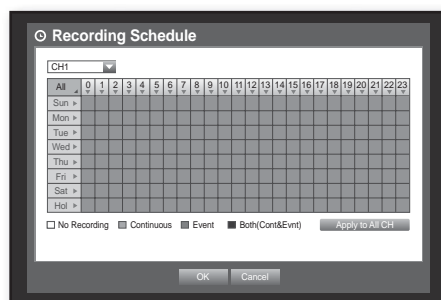 Recording Schedule
CH1
All 0 1 2 3 4 5 6 7 8 9 10 11 12 13 14 15 16 17 18 19 20 21 22 23
Sun
Mon
Tue
Wed
Thu
Fri
Sat
Hol
No Recording Continuous Event Both(Cont&Evnt) Apply to All CH
OK Cancel